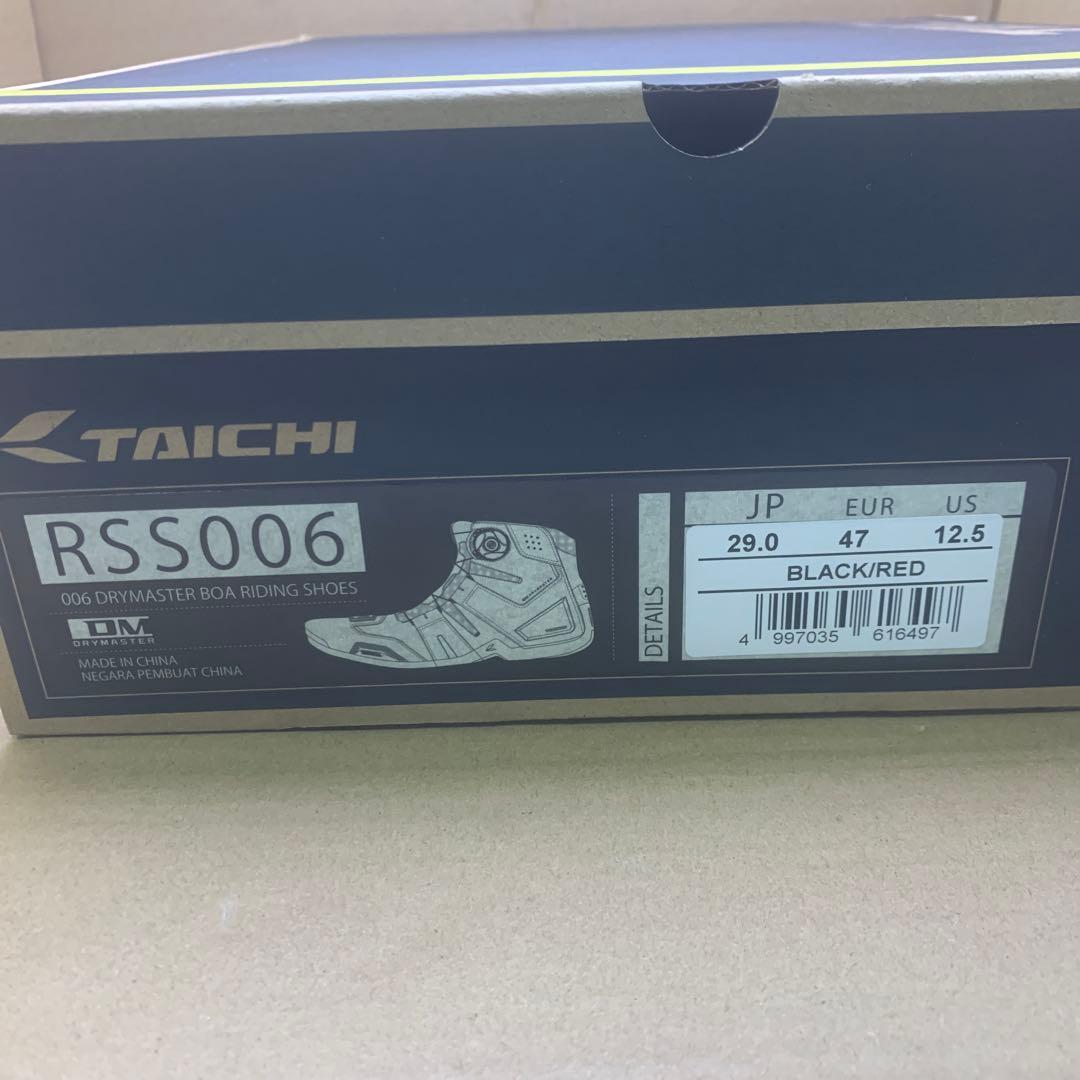 TAICHI
RSS006
006 DRYMASTER BOA RIDING SHOES
DM
DRYMASTER
MADE IN CHINA
NEGARA PEMBUAT CHINA
DETAILS
JP EUR US
29.0 47 12.5
BLACK/RED
4 997035 616497